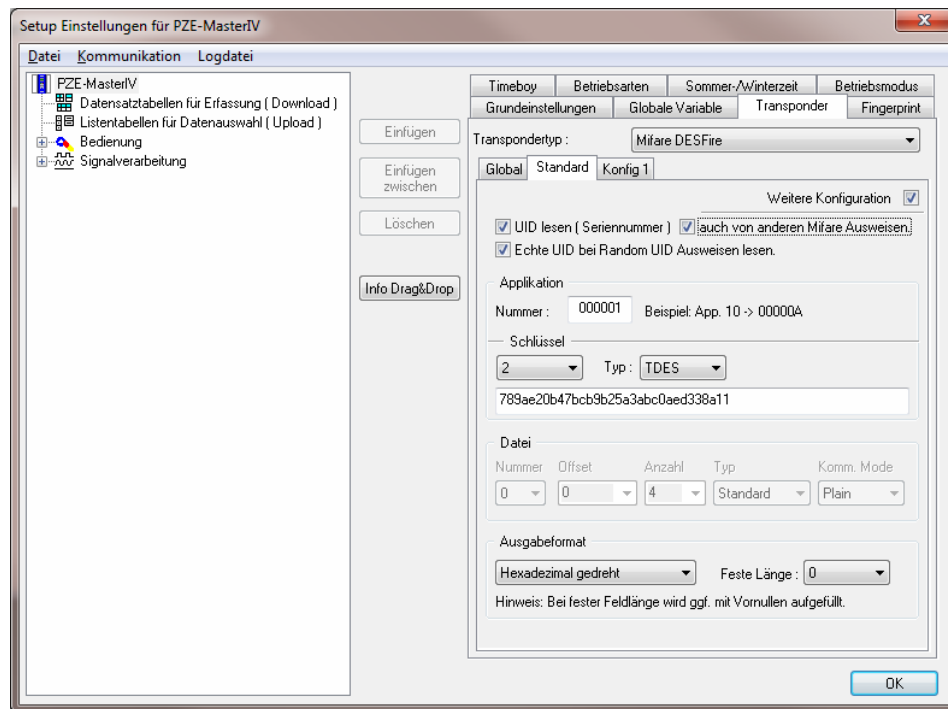 Setup Einstellungen für PZE-MasterIV
Datei Kommunikation Logdatei
PZE-MasterIV
Datensatztabellen für Erfassung ( Download )
Listentabellen für Datenauswahl ( Upload )
Bedienung
Signalverarbeitung
Einfügen
Einfügen
zwischen
Löschen
Info Drag&Drop
Timeboy Betriebsarten Sommer-/Winterzeit Betriebsmodus
Grundeinstellungen Globale Variable Transponder Fingerprint
Transpondertyp : Mifare DESFire
Global Standard Konfig 1
Weitere Konfiguration
UID lesen ( Seriennummer ) auch von anderen Mifare Ausweisen.
Echte UID bei Random UID Ausweisen lesen.
Applikation
Nummer : 000001 Beispiel: App. 10 -> 00000A
Schlüssel
2 Typ : TDES
789ae20b47bcb9b25a3abc0aed338a11
Datei
Nummer Offset Anzahl Typ Komm. Mode
0 0 4 Standard Plain
Ausgabeformat
Hexadezimal gedreht Feste Länge : 0
Hinweis: Bei fester Feldlänge wird ggf. mit Vornullen aufgefüllt.
OK